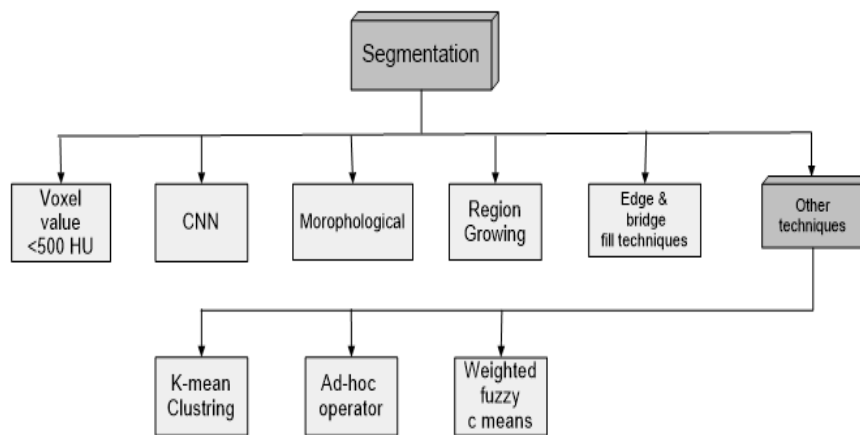 Segmentation
Voxel
value
<500 HU
CNN
Morophological
Region
Growing
Edge &
bridge
fill techniques
Other
techniques
K-mean
Clustring
Ad-hoc
operator
Weighted
fuzzy
c means